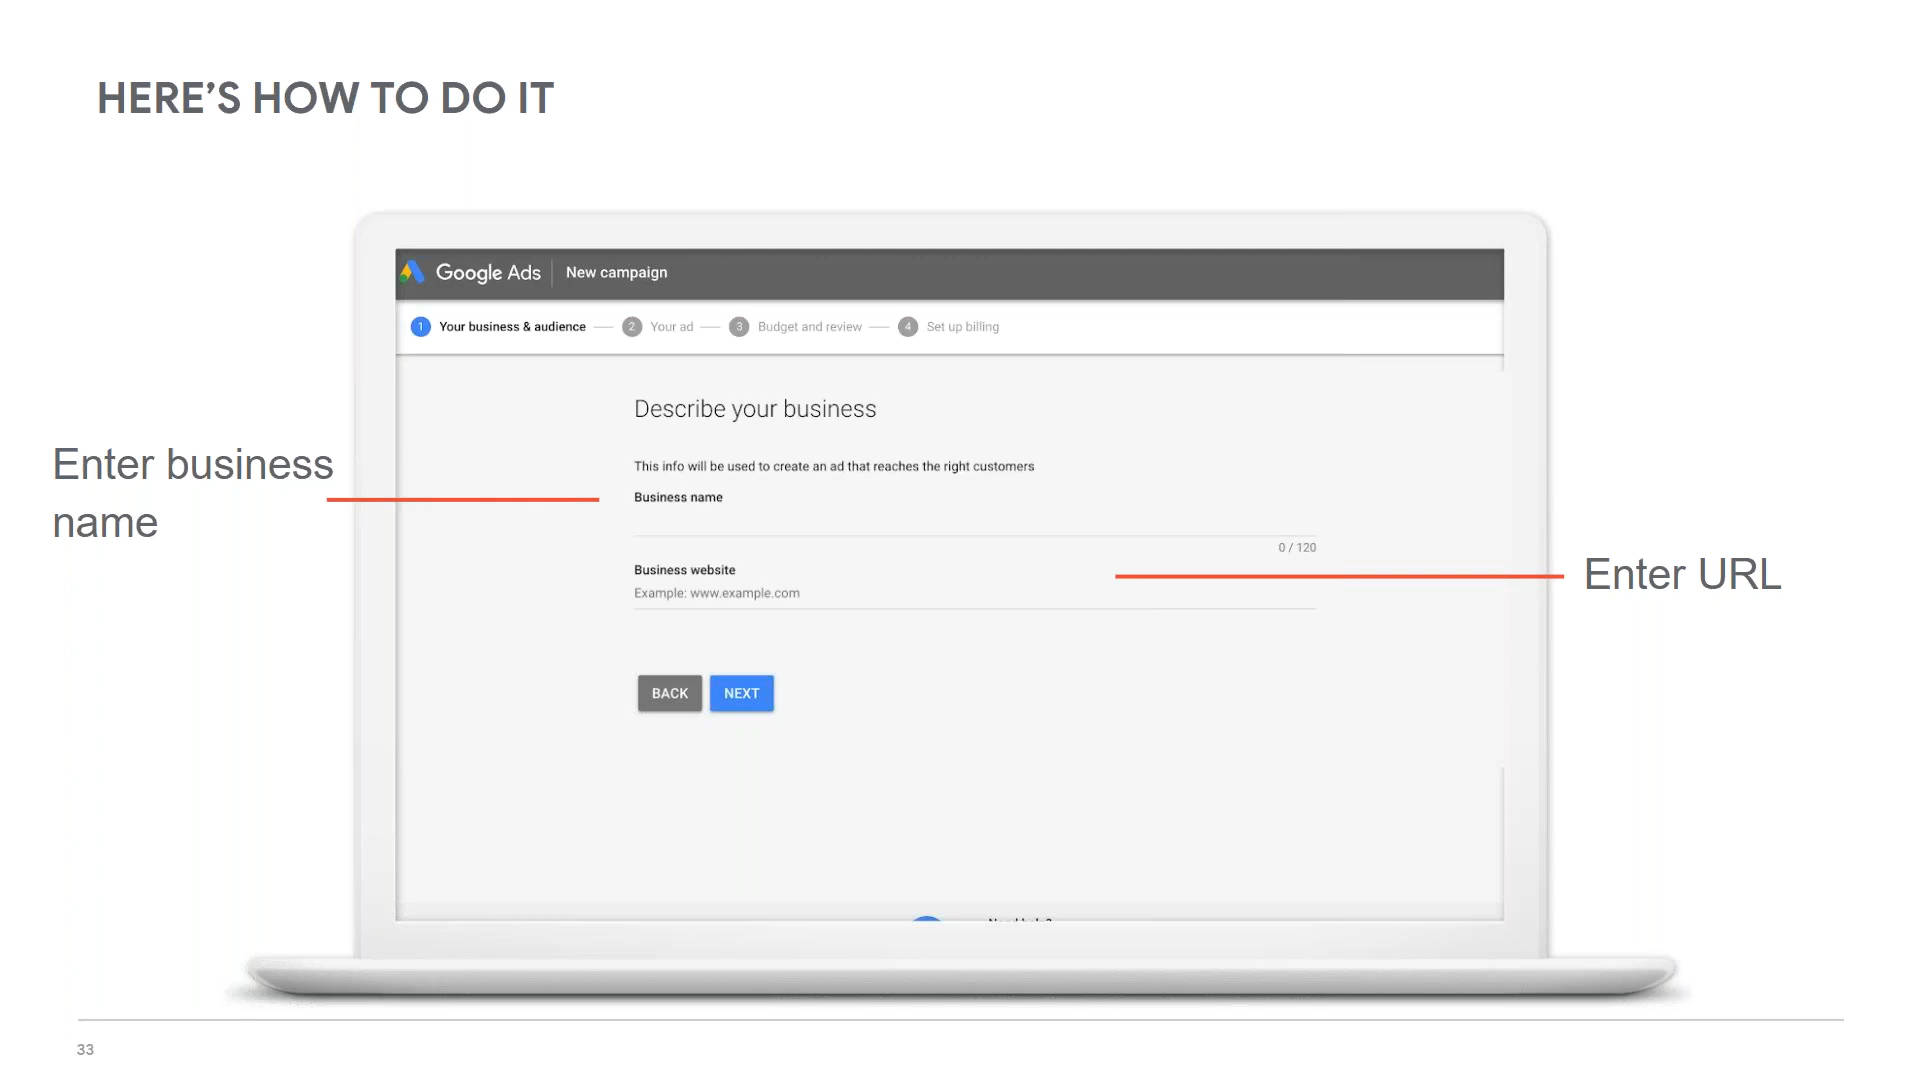 HERE’S HOW TO DO IT
Google Ads
New campaign
1 Your business & audience
2 Your ad
3 Budget and review
4 Set up billing
Describe your business
This info will be used to create an ad that reaches the right customers
Enter business
name
Business name
0 / 120
Business website
Example: www.example.com
Enter URL
BACK
NEXT
33